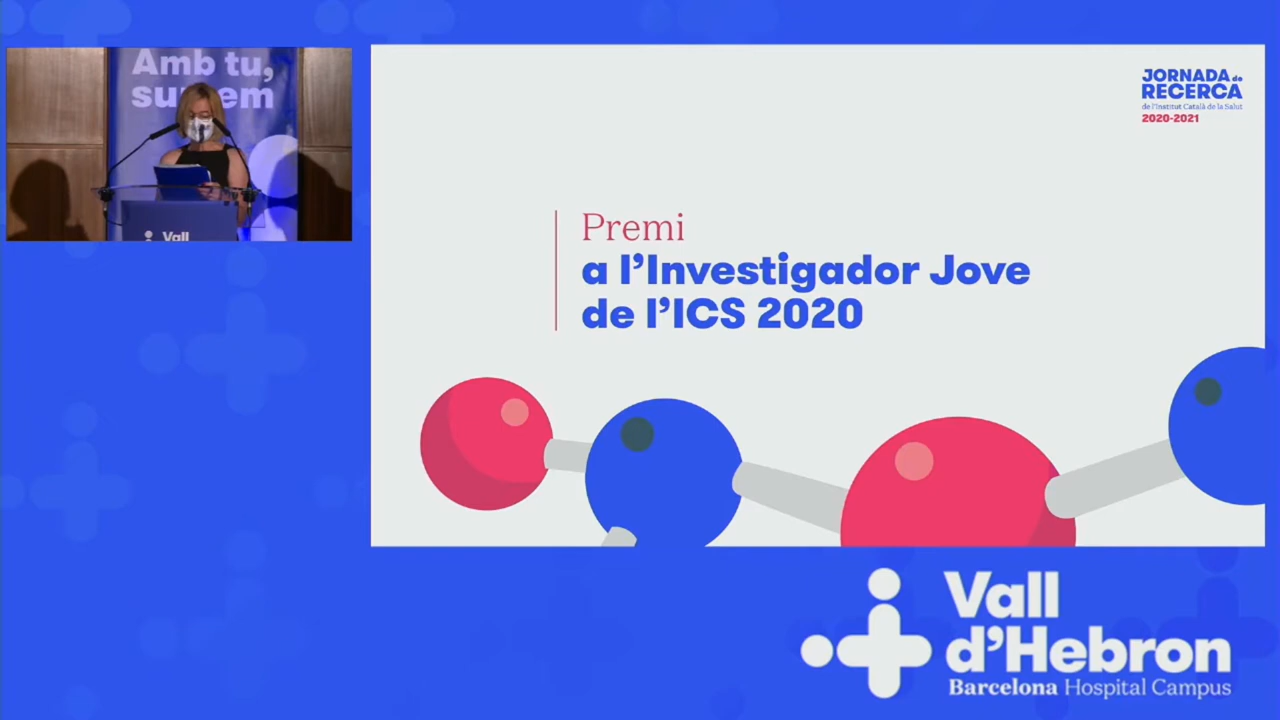 Amb tu,
sumem
Vall
JORNADA de
RECERCA
de l'Institut Català de la Salut
2020-2021
Premi
a l'Investigador Jove
de l'ICS 2020
Vall
d'Hebron
Barcelona Hospital Campus